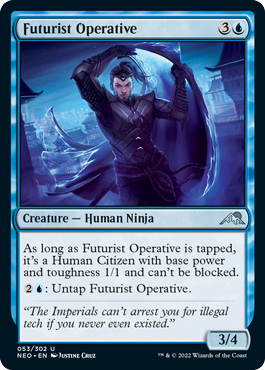 Futurist Operative 3
Creature — Human Ninja
As long as Futurist Operative is tapped,
it's a Human Citizen with base power
and toughness 1/1 and can't be blocked.
2 : Untap Futurist Operative.
“The Imperials can't arrest you for illegal
tech if you never even existed.”
3/4
053/302 U
NEO • EN Justine Cruz
™ & © 2022 Wizards of the Coast